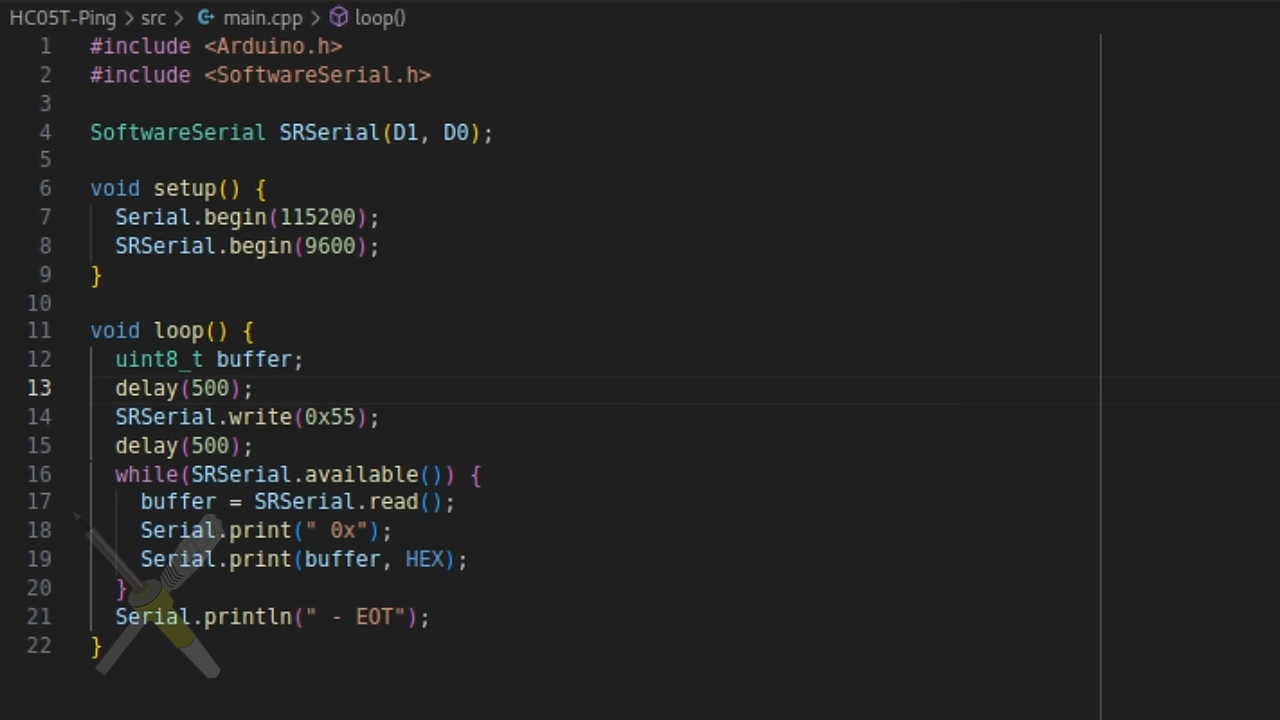 HC05T-Ping > src > main.cpp > loop()
1 #include <Arduino.h>
2 #include <SoftwareSerial.h>
3
4 SoftwareSerial SRSerial(D1, D0);
5
6 void setup() {
7   Serial.begin(115200);
8   SRSerial.begin(9600);
9 }
10
11 void loop() {
12   uint8_t buffer;
13   delay(500);
14   SRSerial.write(0x55);
15   delay(500);
16   while(SRSerial.available()) {
17     buffer = SRSerial.read();
18     Serial.print(" 0x");
19     Serial.print(buffer, HEX);
20   }
21   Serial.println(" - EOT");
22 }